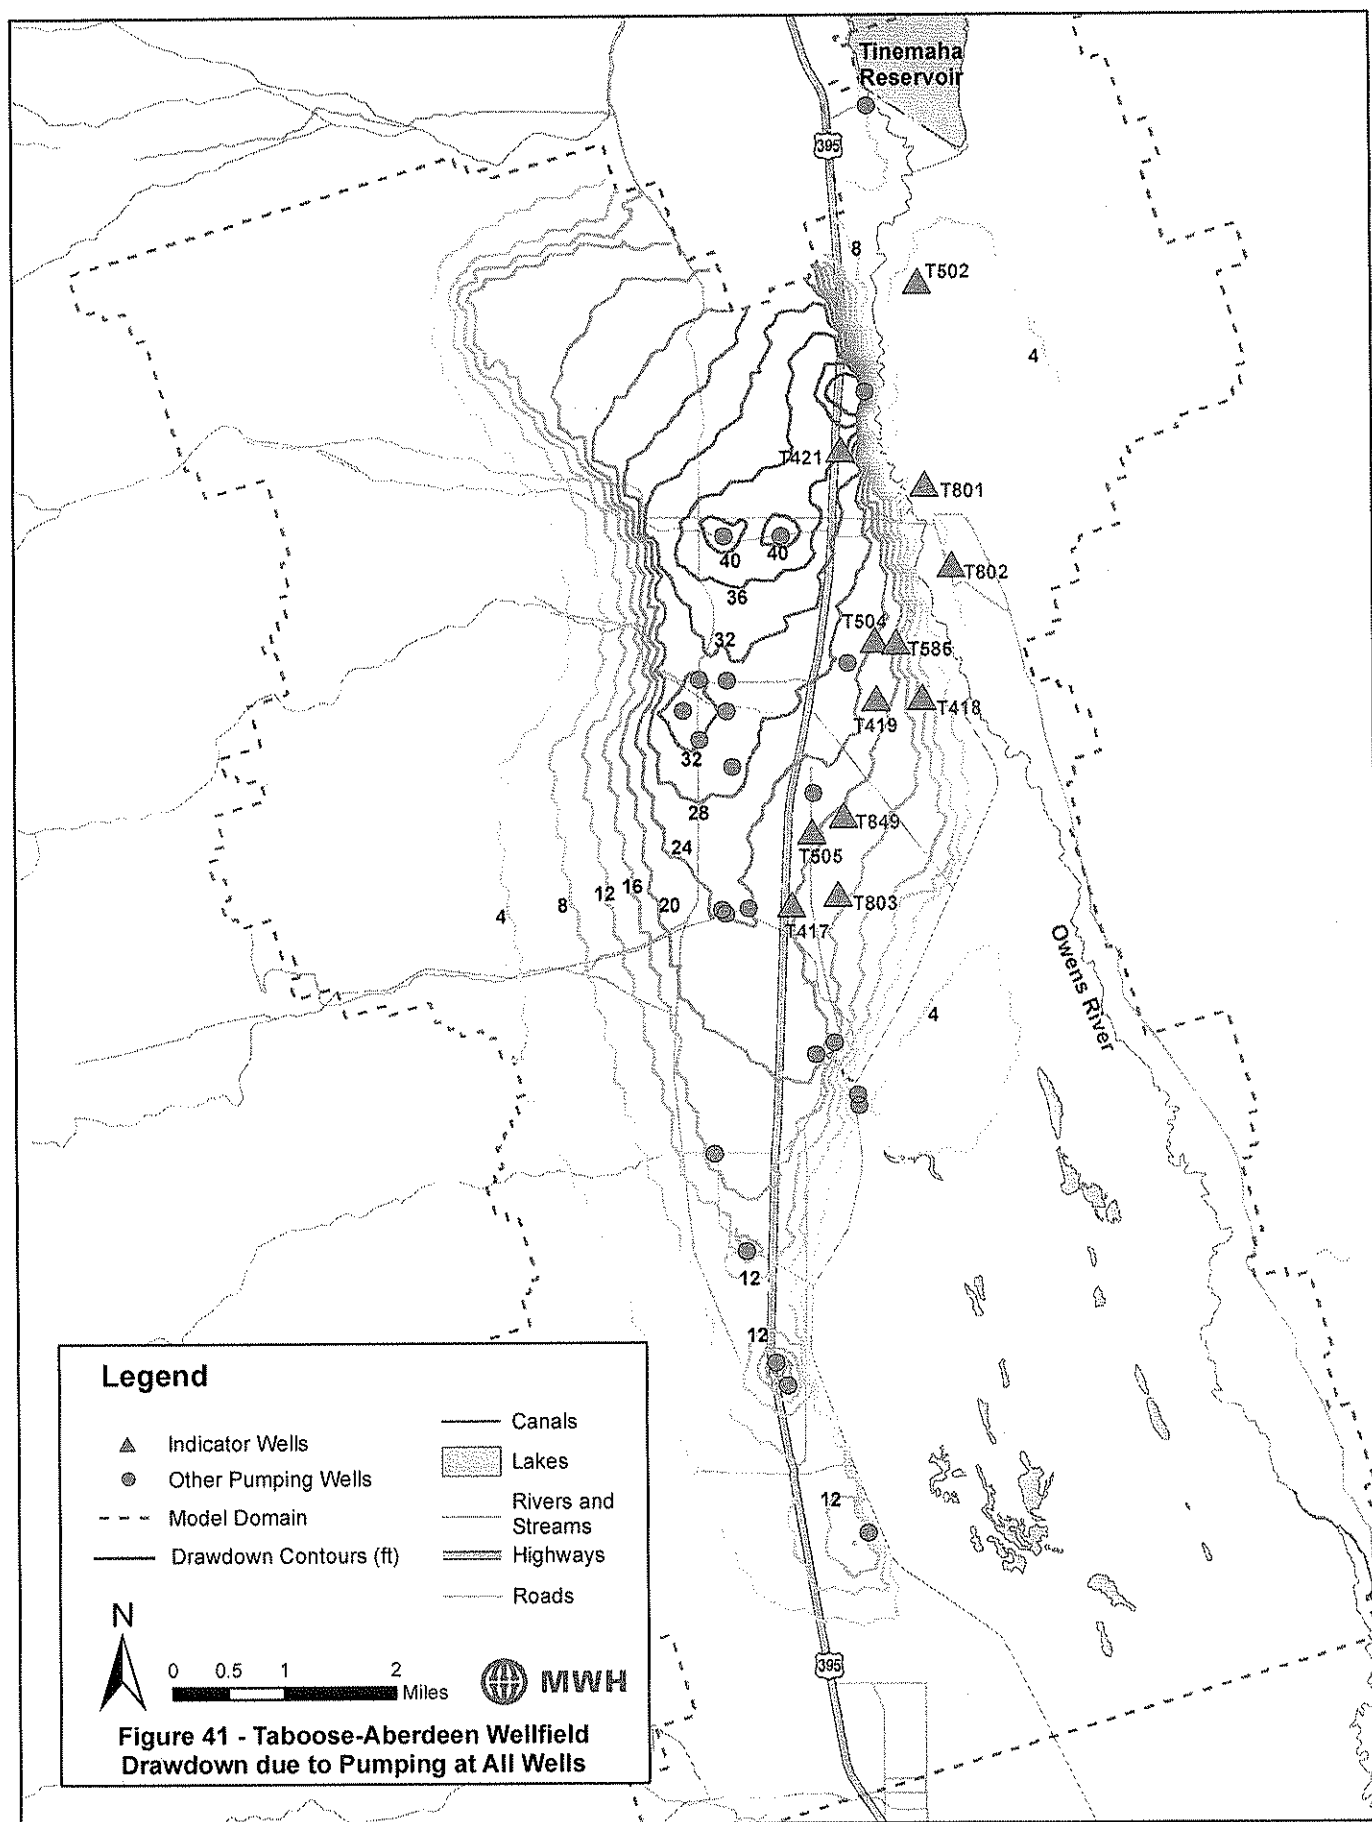 Tinemaha
Reservoir
395
8
T502
4
T421
T801
40
40
T802
36
T504
32
T586
T419
T418
32
28
T849
24
T505
16
12
20
8
4
T803
T417
Owens River
4
12
12
12
395
Legend
Indicator Wells
Other Pumping Wells
Model Domain
Drawdown Contours (ft)
Canals
Lakes
Rivers and
Streams
Highways
Roads
N
0 0.5 1 2
Miles
MWH
Figure 41 - Taboose-Aberdeen Wellfield
Drawdown due to Pumping at All Wells